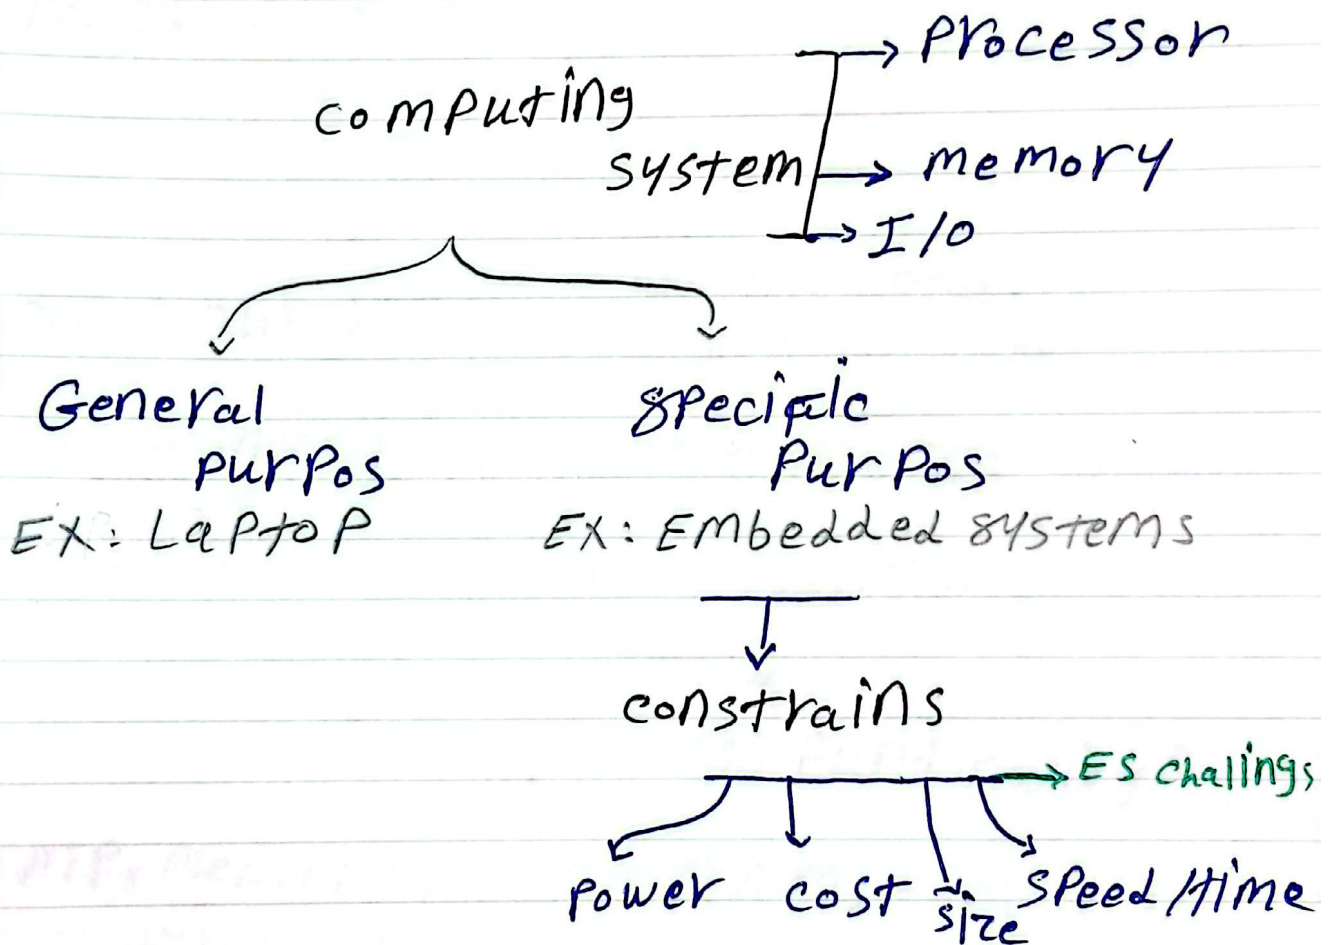 Processor
computing
system
memory
I/O
General
purpos
specific
purpos
EX: Laptop
EX: Embedded systems
constrains
ES chalings
power
cost
size
speed/time